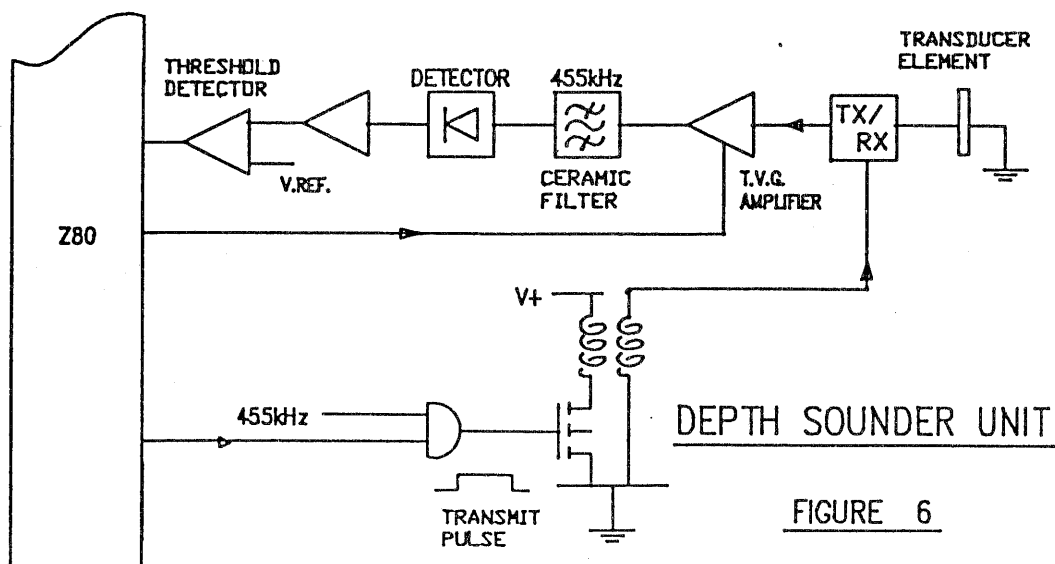 THRESHOLD
DETECTOR
DETECTOR
455kHz
TRANSDUCER
ELEMENT
TX/
RX
V.REF.
CERAMIC
FILTER
T.V.G.
AMPLIFIER
Z80
V+
455kHz
TRANSMIT
PULSE
DEPTH SOUNDER UNIT
FIGURE 6